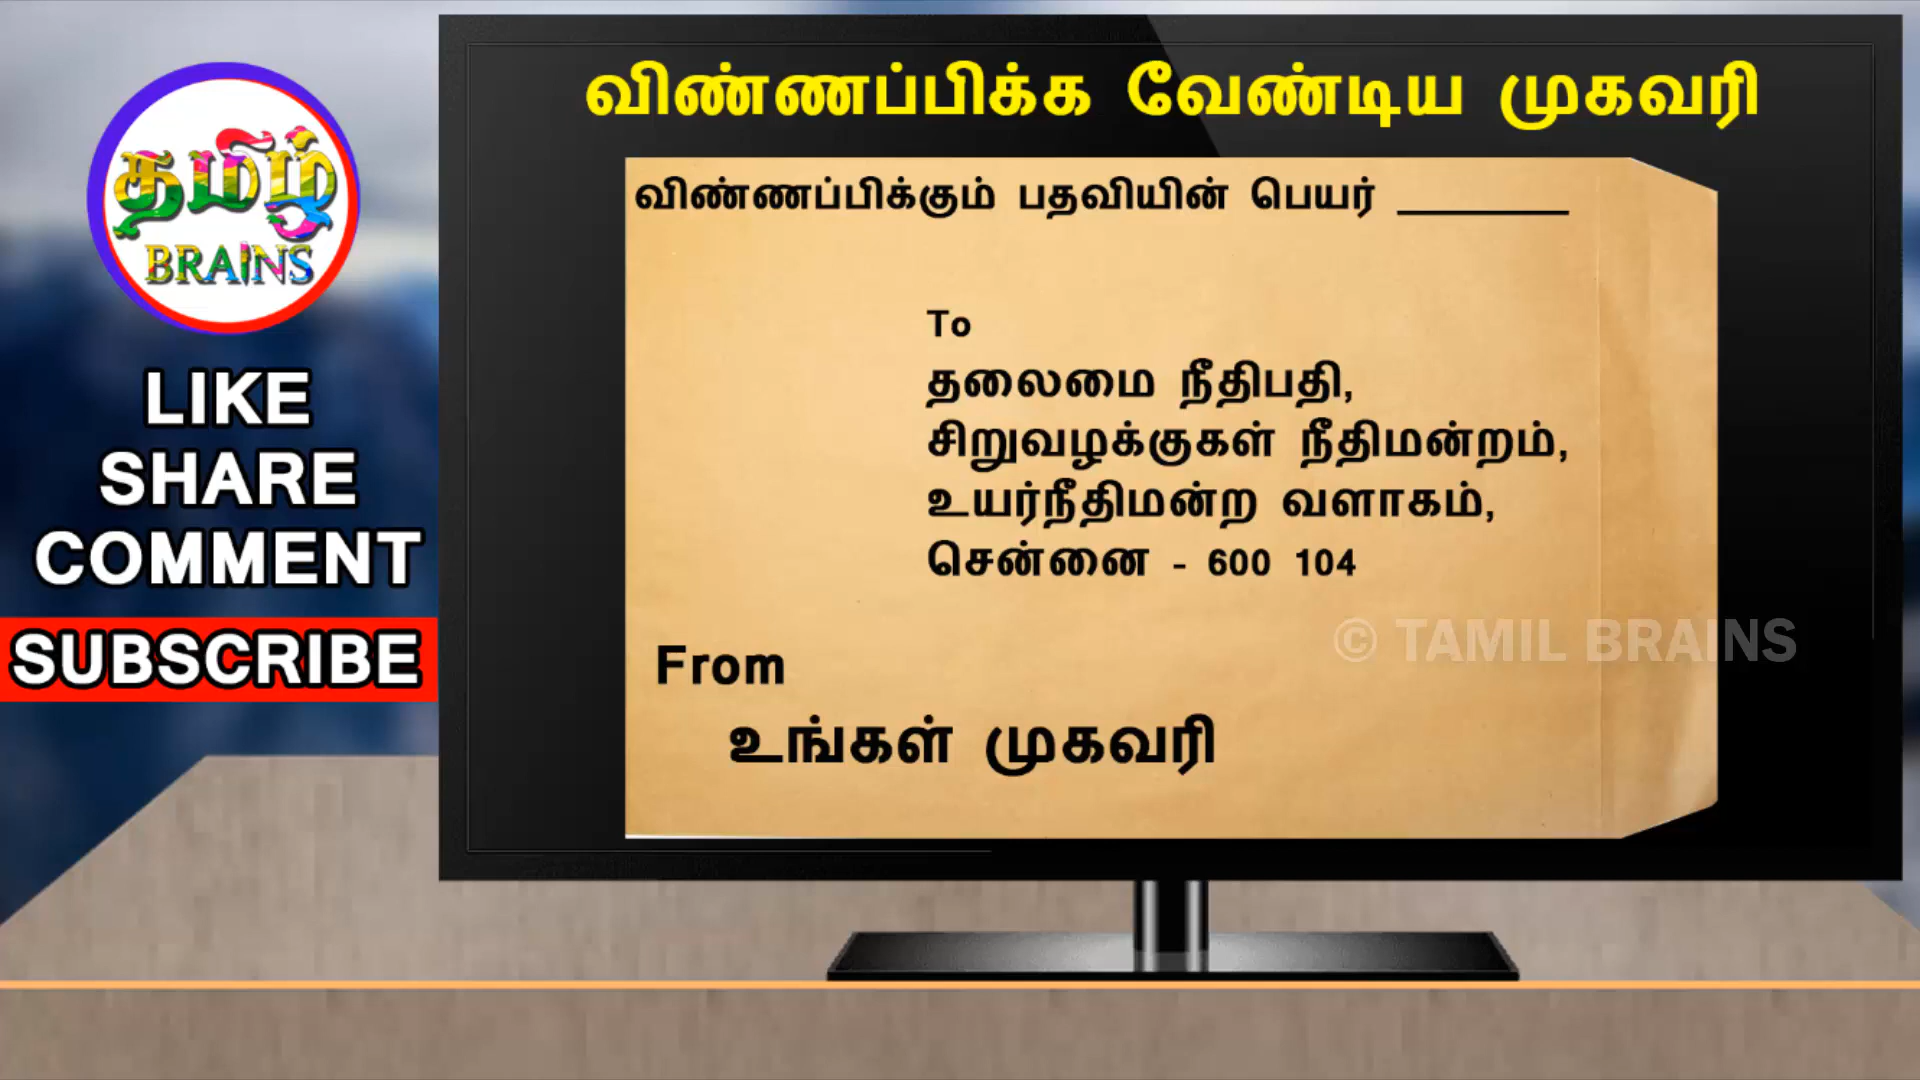 தமிழ்
BRAINS
LIKE
SHARE
COMMENT
SUBSCRIBE
விண்ணப்பிக்க வேண்டிய முகவரி
விண்ணப்பிக்கும் பதவியின் பெயர் ________
To
தலைமை நீதிபதி,
சிறுவழக்குகள் நீதிமன்றம்,
உயர்நீதிமன்ற வளாகம்,
சென்னை - 600 104
© TAMIL BRAINS
From
உங்கள் முகவரி